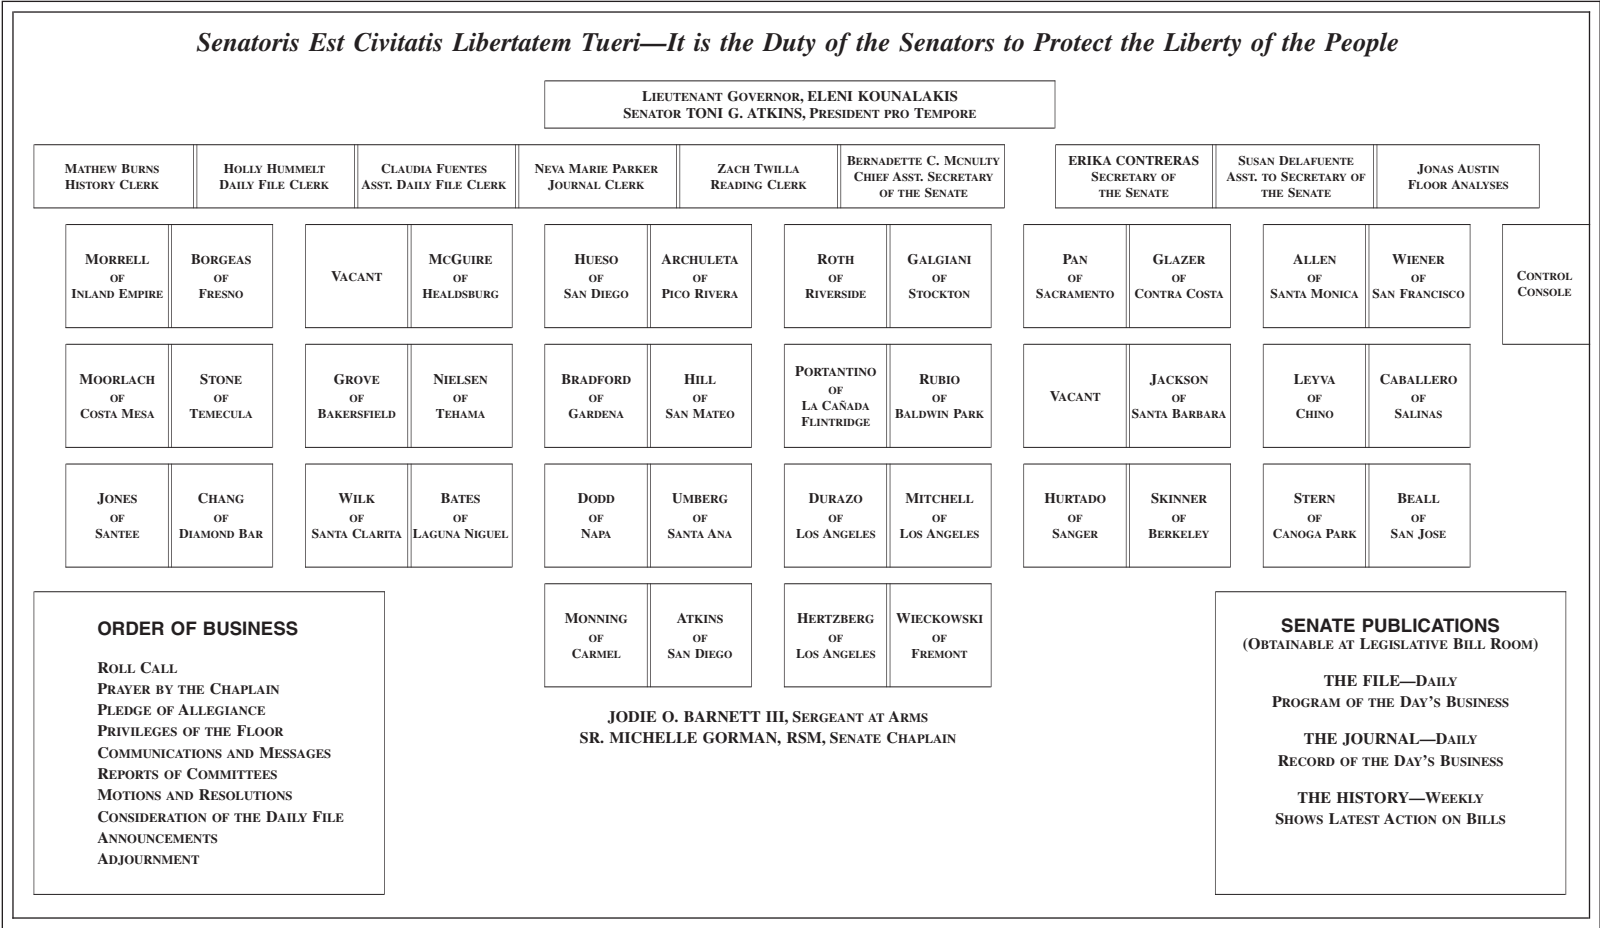 Senatoris Est Civitatis Libertatem Tueri—It is the Duty of the Senators to Protect the Liberty of the People
Lieutenant Governor, ELENI KOUNALAKIS
Senator TONI G. ATKINS, President pro Tempore
Mathew Burns
History Clerk
Holly Hummelt
Daily File Clerk
Claudia Fuentes
Asst. Daily File Clerk
Neva Marie Parker
Journal Clerk
Zach Twilla
Reading Clerk
Bernadette C. Mcnulty
Chief Asst. Secretary
of the Senate
ERIKA CONTRERAS
Secretary of
the Senate
Susan Delafuente
Asst. to Secretary of
the Senate
Jonas Austin
Floor Analyses
Morrell
of
Inland Empire
Borgeas
of
Fresno
Vacant
McGuire
of
Healdsburg
Hueso
of
San Diego
Archuleta
of
Pico Rivera
Roth
of
Riverside
Galgiani
of
Stockton
Pan
of
Sacramento
Glazer
of
Contra Costa
Allen
of
Santa Monica
Wiener
of
San Francisco
Control
Console
Moorlach
of
Costa Mesa
Stone
of
Temecula
Grove
of
Bakersfield
Nielsen
of
Tehama
Bradford
of
Gardena
Hill
of
San Mateo
Portantino
of
La Cañada
Flintridge
Rubio
of
Baldwin Park
Vacant
Jackson
of
Santa Barbara
Leyva
of
Chino
Caballero
of
Salinas
Jones
of
Santee
Chang
of
Diamond Bar
Wilk
of
Santa Clarita
Bates
of
Laguna Niguel
Dodd
of
Napa
Umberg
of
Santa Ana
Durazo
of
Los Angeles
Mitchell
of
Los Angeles
Hurtado
of
Sanger
Skinner
of
Berkeley
Stern
of
Canoga Park
Beall
of
San Jose
Monning
of
Carmel
Atkins
of
San Diego
Hertzberg
of
Los Angeles
Wieckowski
of
Fremont
JODIE O. BARNETT III, Sergeant at Arms
SR. MICHELLE GORMAN, RSM, Senate Chaplain
ORDER OF BUSINESS
Roll Call
Prayer by the Chaplain
Pledge of Allegiance
Privileges of the Floor
Communications and Messages
Reports of Committees
Motions and Resolutions
Consideration of the Daily File
Announcements
Adjournment
SENATE PUBLICATIONS
(Obtainable at Legislative Bill Room)
THE FILE—Daily
Program of the Day's Business
THE JOURNAL—Daily
Record of the Day's Business
THE HISTORY—Weekly
Shows Latest Action on Bills